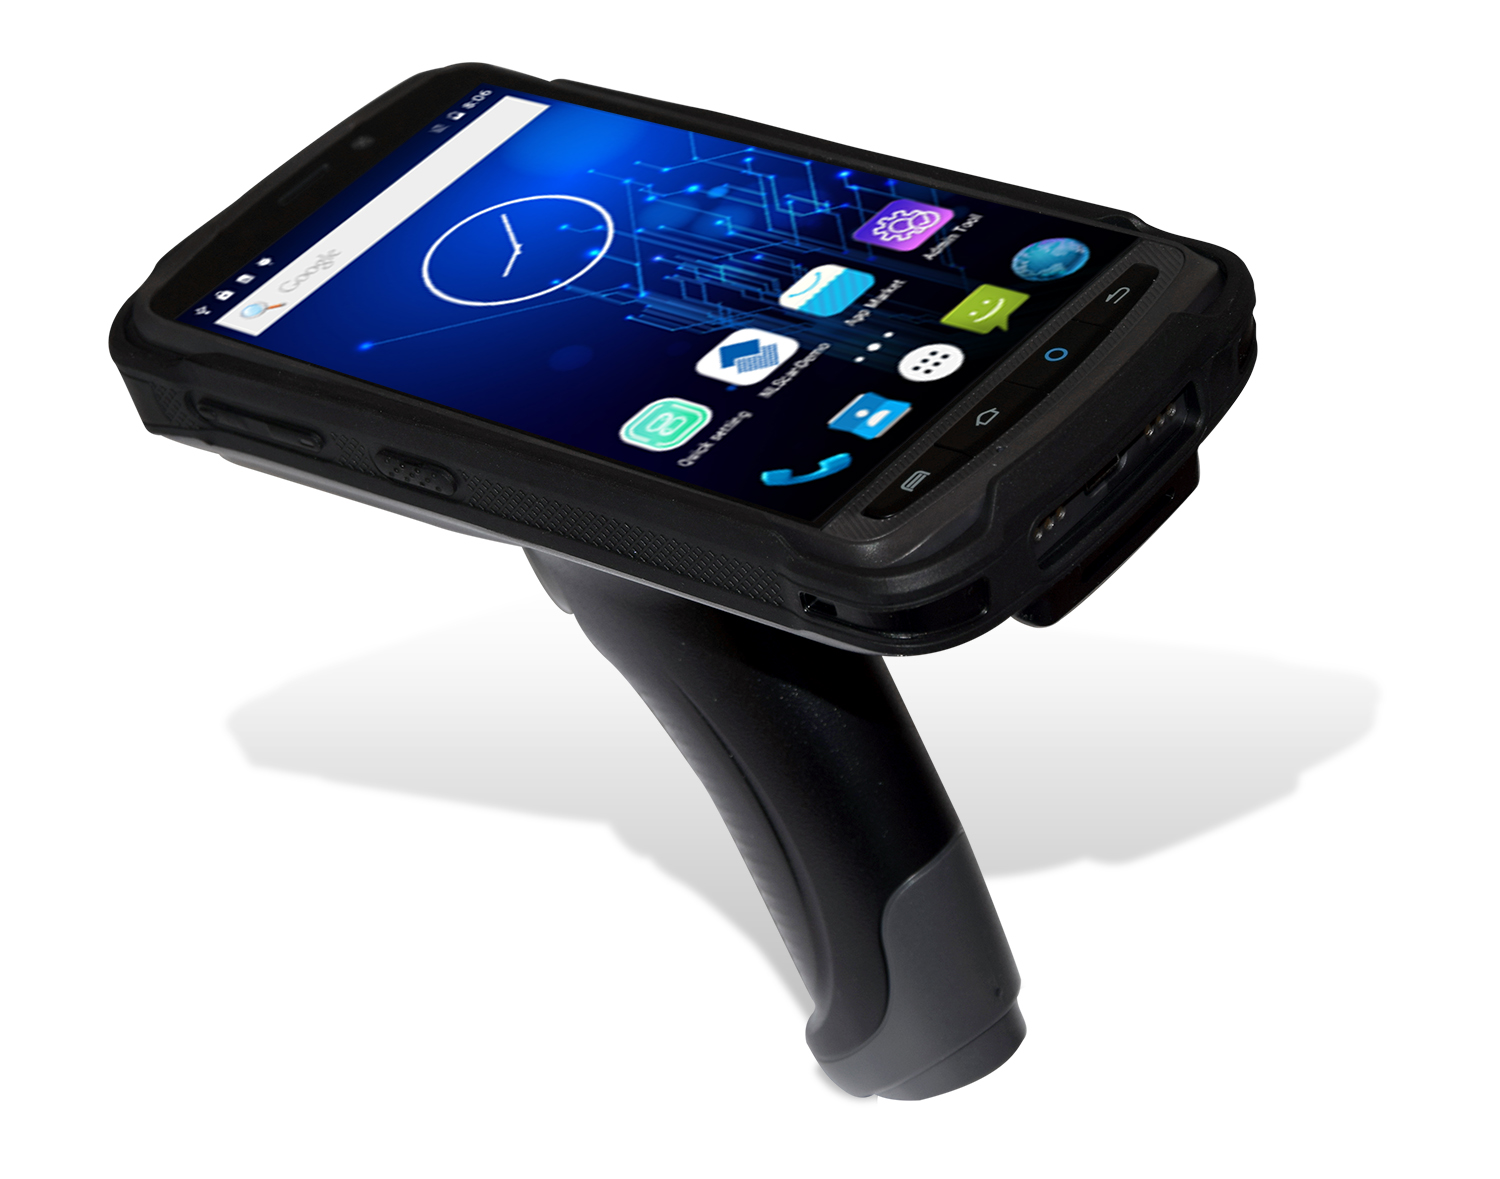 8:06
Google
Quick setting
NLScanDemo
App Market
Admin Tool